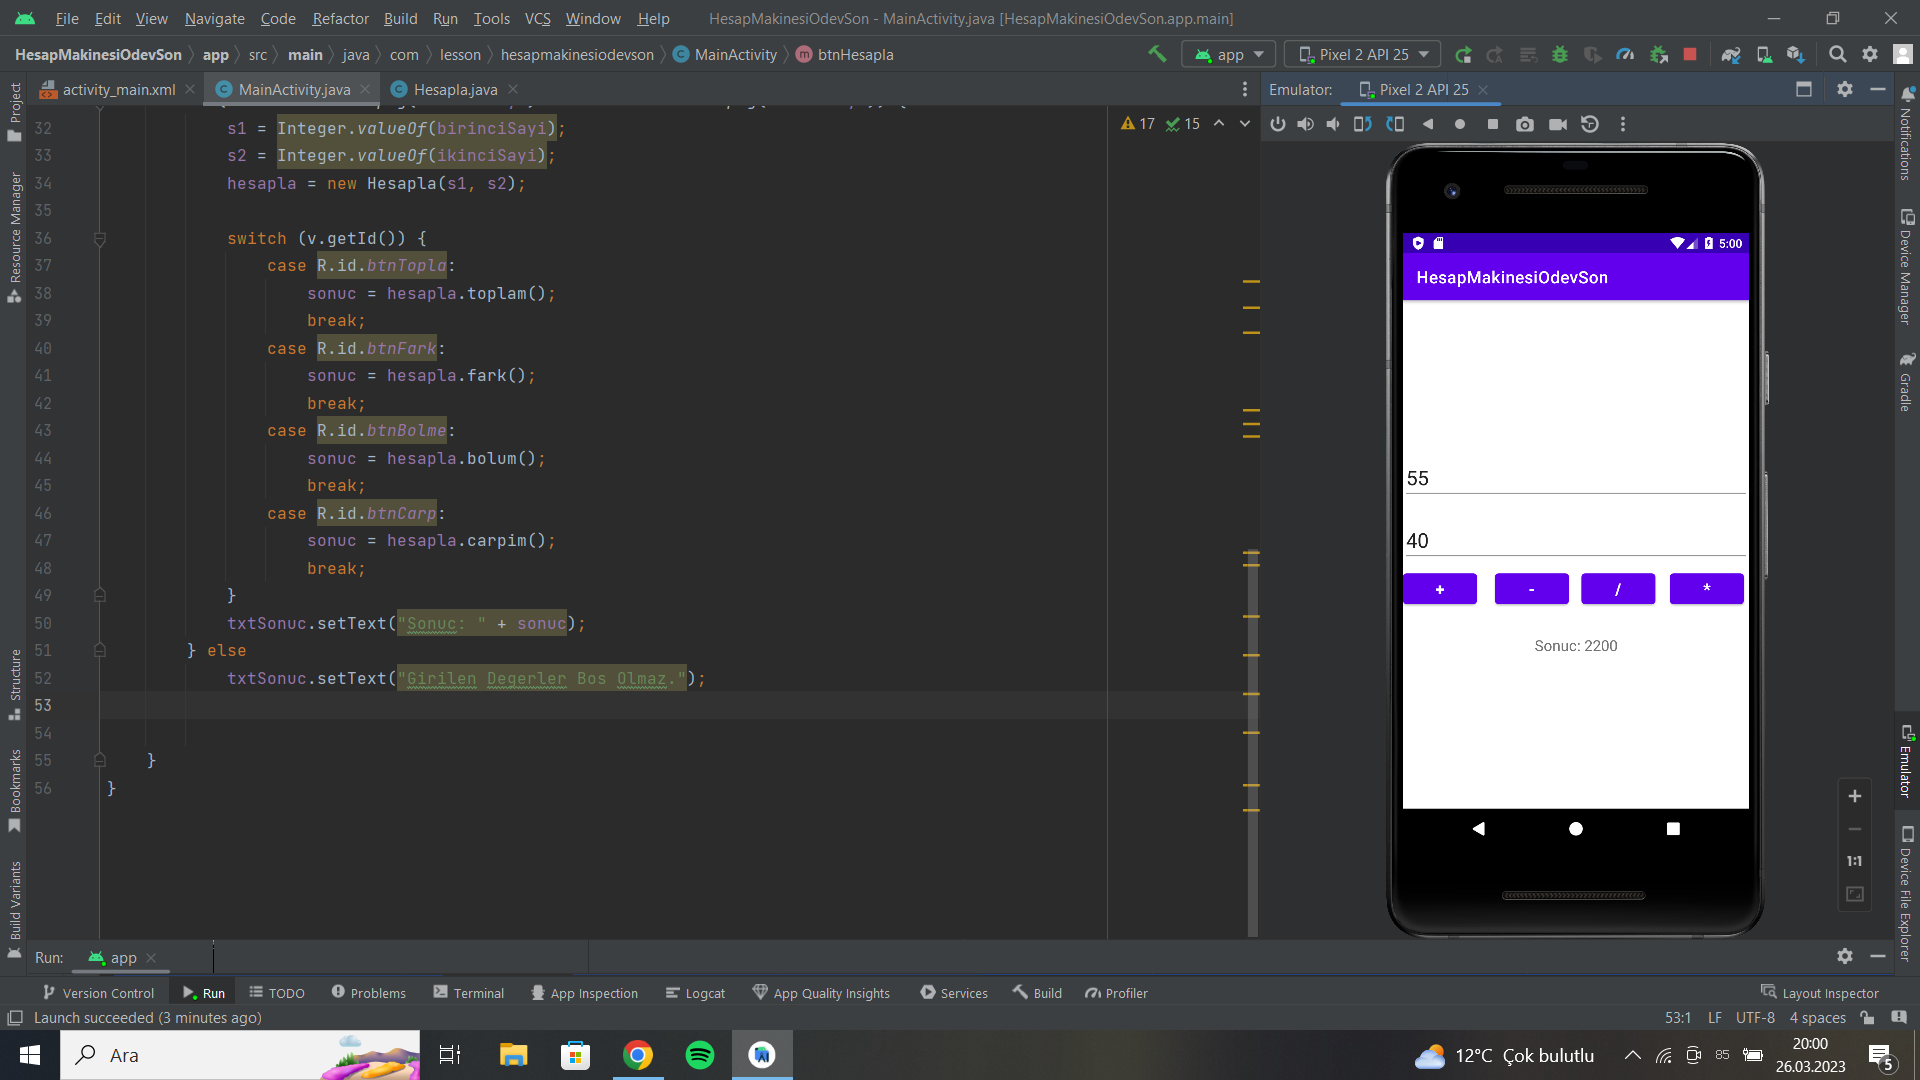 File Edit View Navigate Code Refactor Build Run Tools VCS Window Help HesapMakinesiOdevSon - MainActivity.java [HesapMakinesiOdevSon.app.main]
HesapMakinesiOdevSon app src main java com lesson hesapmakinesiodevson MainActivity btnHesapla app Pixel 2 API 25
activity_main.xml MainActivity.java Hesapla.java Emulator: Pixel 2 API 25
17 15
32 s1 = Integer.valueOf(birinciSayi);
33 s2 = Integer.valueOf(ikinciSayi);
34 hesapla = new Hesapla(s1, s2);
35
36 switch (v.getId()) {
37 case R.id.btnTopla:
38 sonuc = hesapla.toplam();
39 break;
40 case R.id.btnFark:
41 sonuc = hesapla.fark();
42 break;
43 case R.id.btnBolme:
44 sonuc = hesapla.bolum();
45 break;
46 case R.id.btnCarp:
47 sonuc = hesapla.carpim();
48 break;
49 }
50 txtSonuc.setText("Sonuc: " + sonuc);
51 } else
52 txtSonuc.setText("Girilen Degerler Bos Olmaz.");
53
54
55 }
56 }
Project
Resource Manager
Structure
Bookmarks
Build Variants
5:00
HesapMakinesiOdevSon
55
40
+ - / *
Sonuc: 2200
1:1
Notifications
Device Manager
Gradle
Emulator
Device File Explorer
Run: app
Version Control Run TODO Problems Terminal App Inspection Logcat App Quality Insights Services Build Profiler Layout Inspector
Launch succeeded (3 minutes ago) 53:1 LF UTF-8 4 spaces
Ara 12°C Çok bulutlu 85 20:00
26.03.2023 5